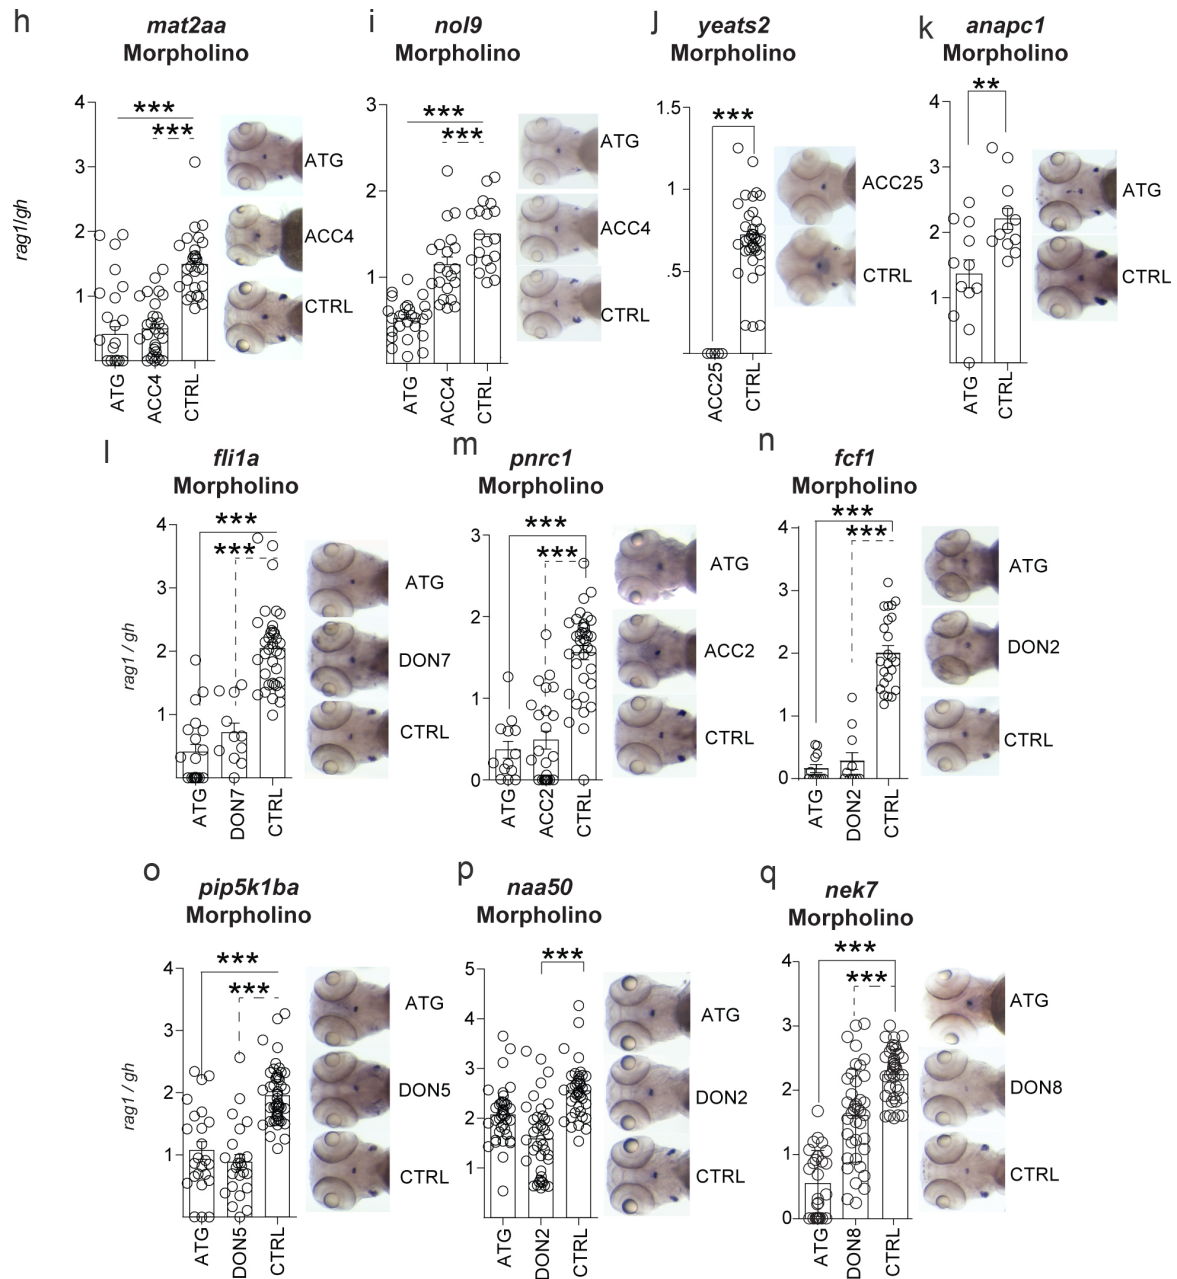 h
mat2aa
Morpholino
rag1/gh
4
3
2
1
***
***
ATG
ACC4
CTRL
ATG
ACC4
CTRL
i
nol9
Morpholino
3
2
1
***
***
ATG
ACC4
CTRL
ATG
ACC4
CTRL
J
yeats2
Morpholino
1.5
1
.5
***
ACC25
CTRL
ACC25
CTRL
k
anapc1
Morpholino
4
3
2
1
**
ATG
CTRL
ATG
CTRL
l
fli1a
Morpholino
rag1 / gh
4
3
2
1
***
***
ATG
DON7
CTRL
ATG
DON7
CTRL
m
pnrc1
Morpholino
3
2
1
0
***
***
ATG
ACC2
CTRL
ATG
ACC2
CTRL
n
fcf1
Morpholino
4
3
2
1
0
***
***
ATG
DON2
CTRL
ATG
DON2
CTRL
o
pip5k1ba
Morpholino
rag1 / gh
4
3
2
1
***
***
ATG
DON5
CTRL
ATG
DON5
CTRL
p
naa50
Morpholino
5
4
3
2
1
***
ATG
DON2
CTRL
ATG
DON2
CTRL
q
nek7
Morpholino
4
3
2
1
0
***
***
ATG
DON8
CTRL
ATG
DON8
CTRL